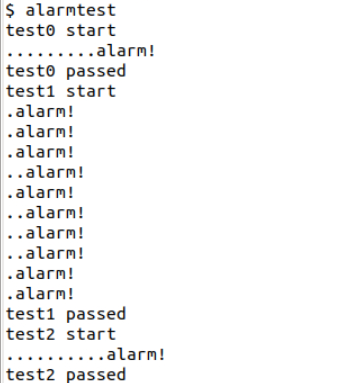 $ alarmtest
test0 start
.........alarm!
test0 passed
test1 start
.alarm!
.alarm!
.alarm!
..alarm!
.alarm!
..alarm!
..alarm!
..alarm!
.alarm!
.alarm!
test1 passed
test2 start
..........alarm!
test2 passed